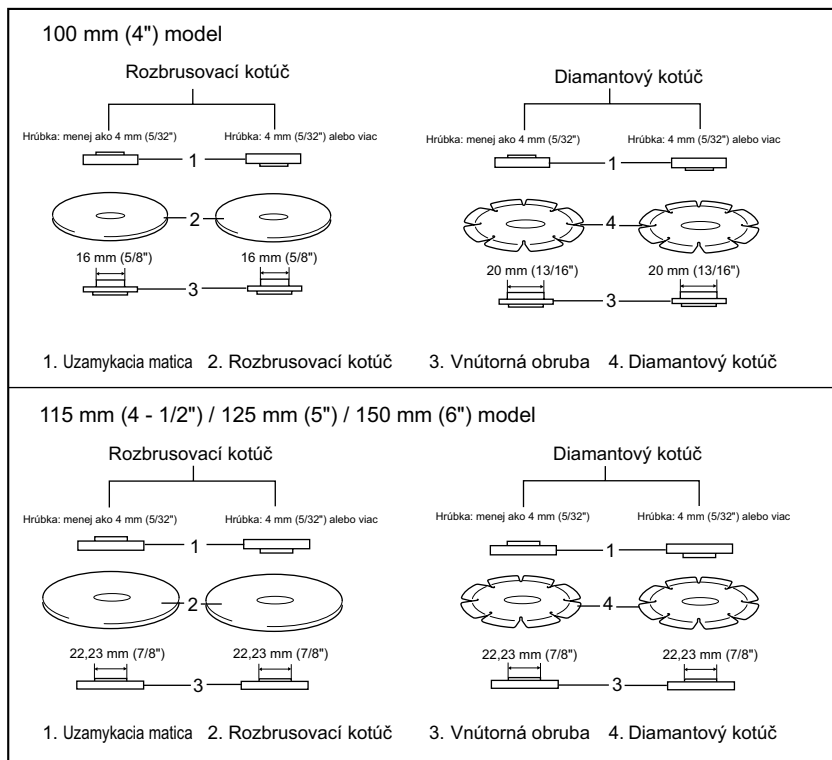 100 mm (4") model
Rozbrusovací kotúč
Diamantový kotúč
Hrúbka: menej ako 4 mm (5/32") Hrúbka: 4 mm (5/32") alebo viac
Hrúbka: menej ako 4 mm (5/32") Hrúbka: 4 mm (5/32") alebo viac
1
1
2
4
16 mm (5/8") 16 mm (5/8")
20 mm (13/16") 20 mm (13/16")
3
3
1. Uzamykacia matica 2. Rozbrusovací kotúč 3. Vnútorná obruba 4. Diamantový kotúč
115 mm (4 - 1/2") / 125 mm (5") / 150 mm (6") model
Rozbrusovací kotúč
Diamantový kotúč
Hrúbka: menej ako 4 mm (5/32") Hrúbka: 4 mm (5/32") alebo viac
Hrúbka: menej ako 4 mm (5/32") Hrúbka: 4 mm (5/32") alebo viac
1
1
2
4
22,23 mm (7/8") 22,23 mm (7/8")
22,23 mm (7/8") 22,23 mm (7/8")
3
3
1. Uzamykacia matica 2. Rozbrusovací kotúč 3. Vnútorná obruba 4. Diamantový kotúč